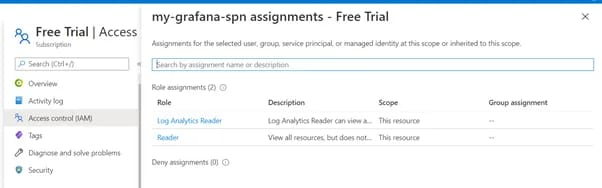 Free Trial | Access
Subscription
Search (Ctrl+/)
Overview
Activity log
Access control (IAM)
Tags
Diagnose and solve problems
Security
my-grafana-spn assignments - Free Trial
Assignments for the selected user, group, service principal, or managed identity at this scope or inherited to this scope.
Search by assignment name or description
Role assignments (2)
Role Description Scope Group assignment
Log Analytics Reader Log Analytics Reader can view a... This resource --
Reader View all resources, but does not... This resource --
Deny assignments (0)